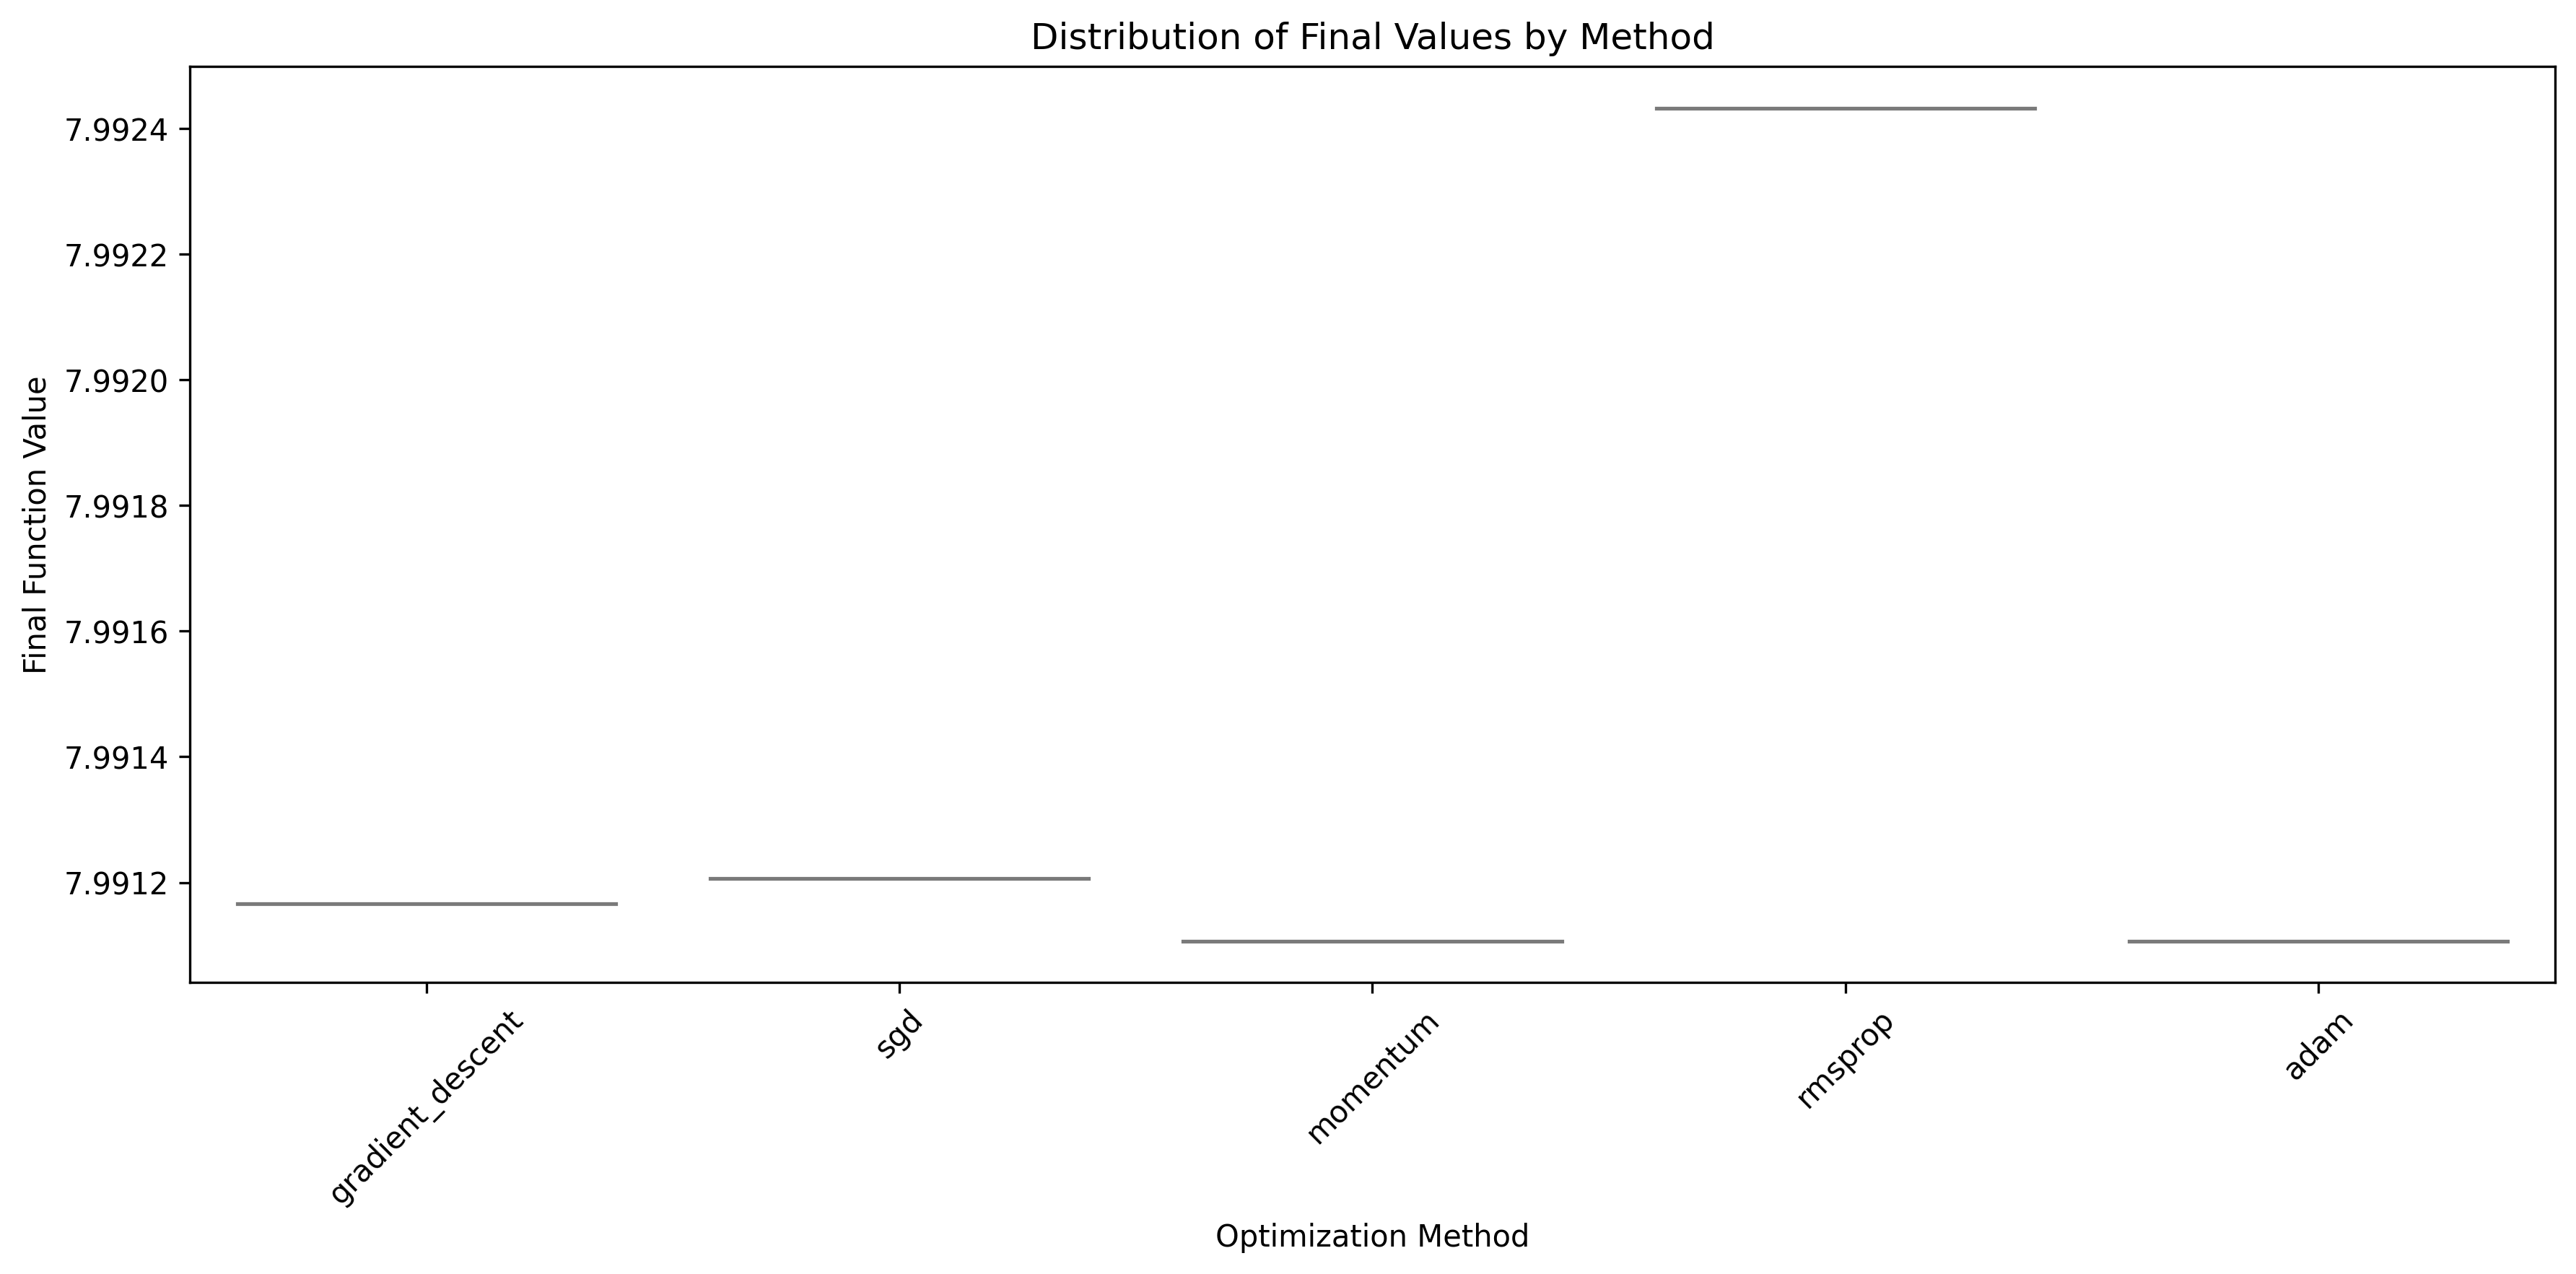 Distribution of Final Values by Method
Final Function Value
7.9924
7.9922
7.9920
7.9918
7.9916
7.9914
7.9912
gradient_descent
sgd
momentum
rmsprop
adam
Optimization Method